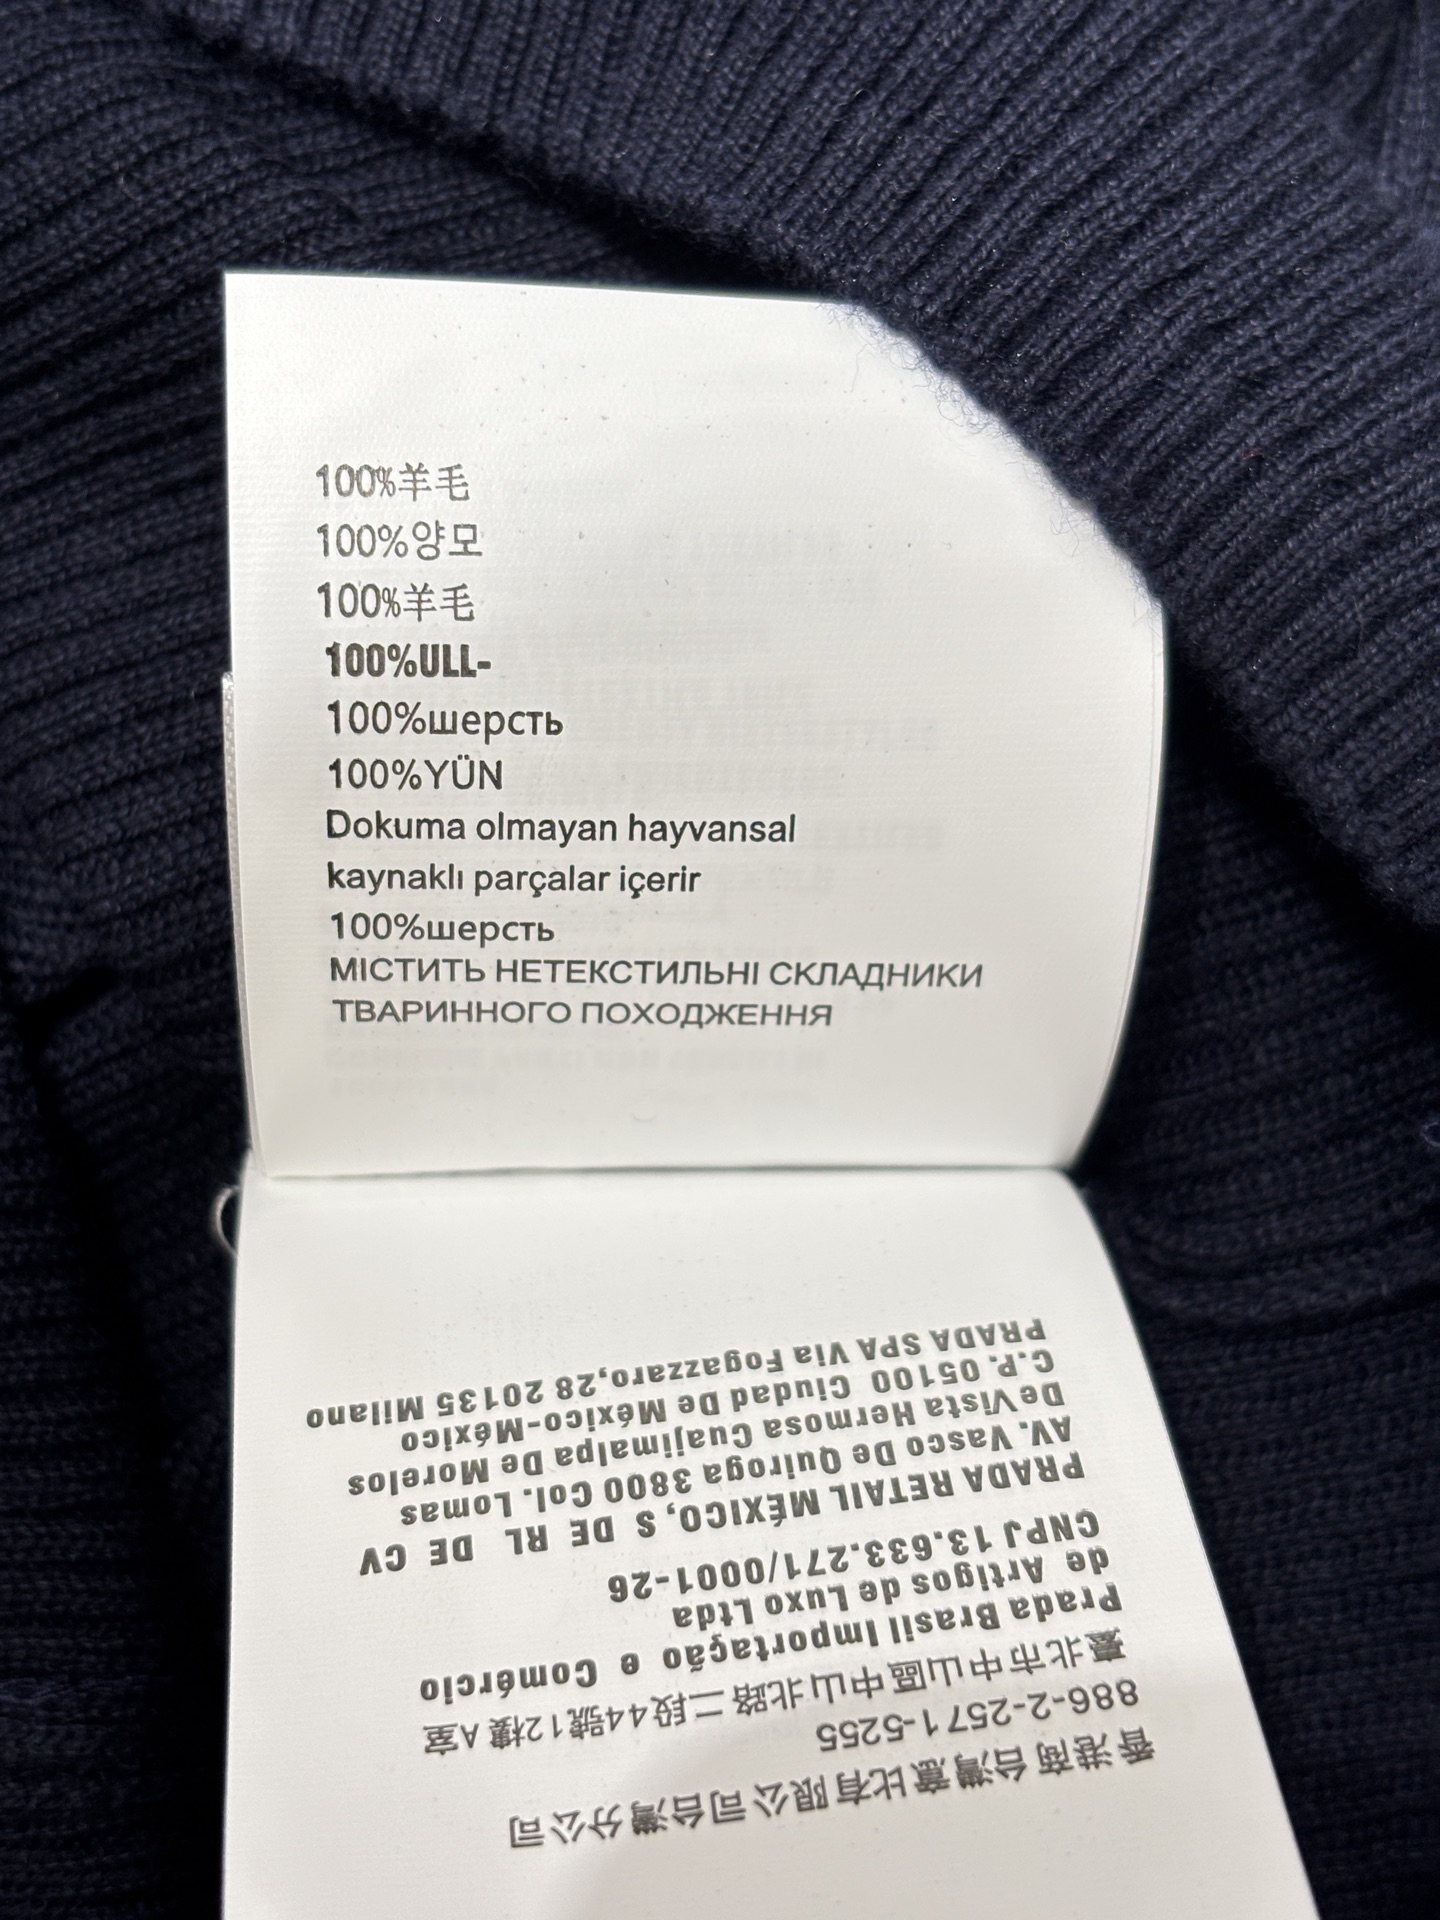 100%羊毛
100%양모
100%羊毛
100%ULL-
100%шерсть
100%YÜN
Dokuma olmayan hayvansal
kaynaklı parçalar içerir
100%шерсть
МІСТИТЬ НЕТЕКСТИЛЬНІ СКЛАДНИКИ
ТВАРИННОГО ПОХОДЖЕННЯ
香港商台灣意比有限公司台灣分公司
886-2-2571-5255
臺北市中山區中山北路二段44號12樓A室
Prada Brasil Importação e Comércio
de Artigos de Luxo Ltda
CNPJ 13.633.271/0001-26
PRADA RETAIL MÉXICO, S DE RL DE CV
AV. Vasco De Quiroga 3800 Col. Lomas
DeVista Hermosa Cuajimalpa De Morelos
C.P. 05100 Ciudad De México-México
PRADA SPA Via Fogazzaro,28 20135 Milano